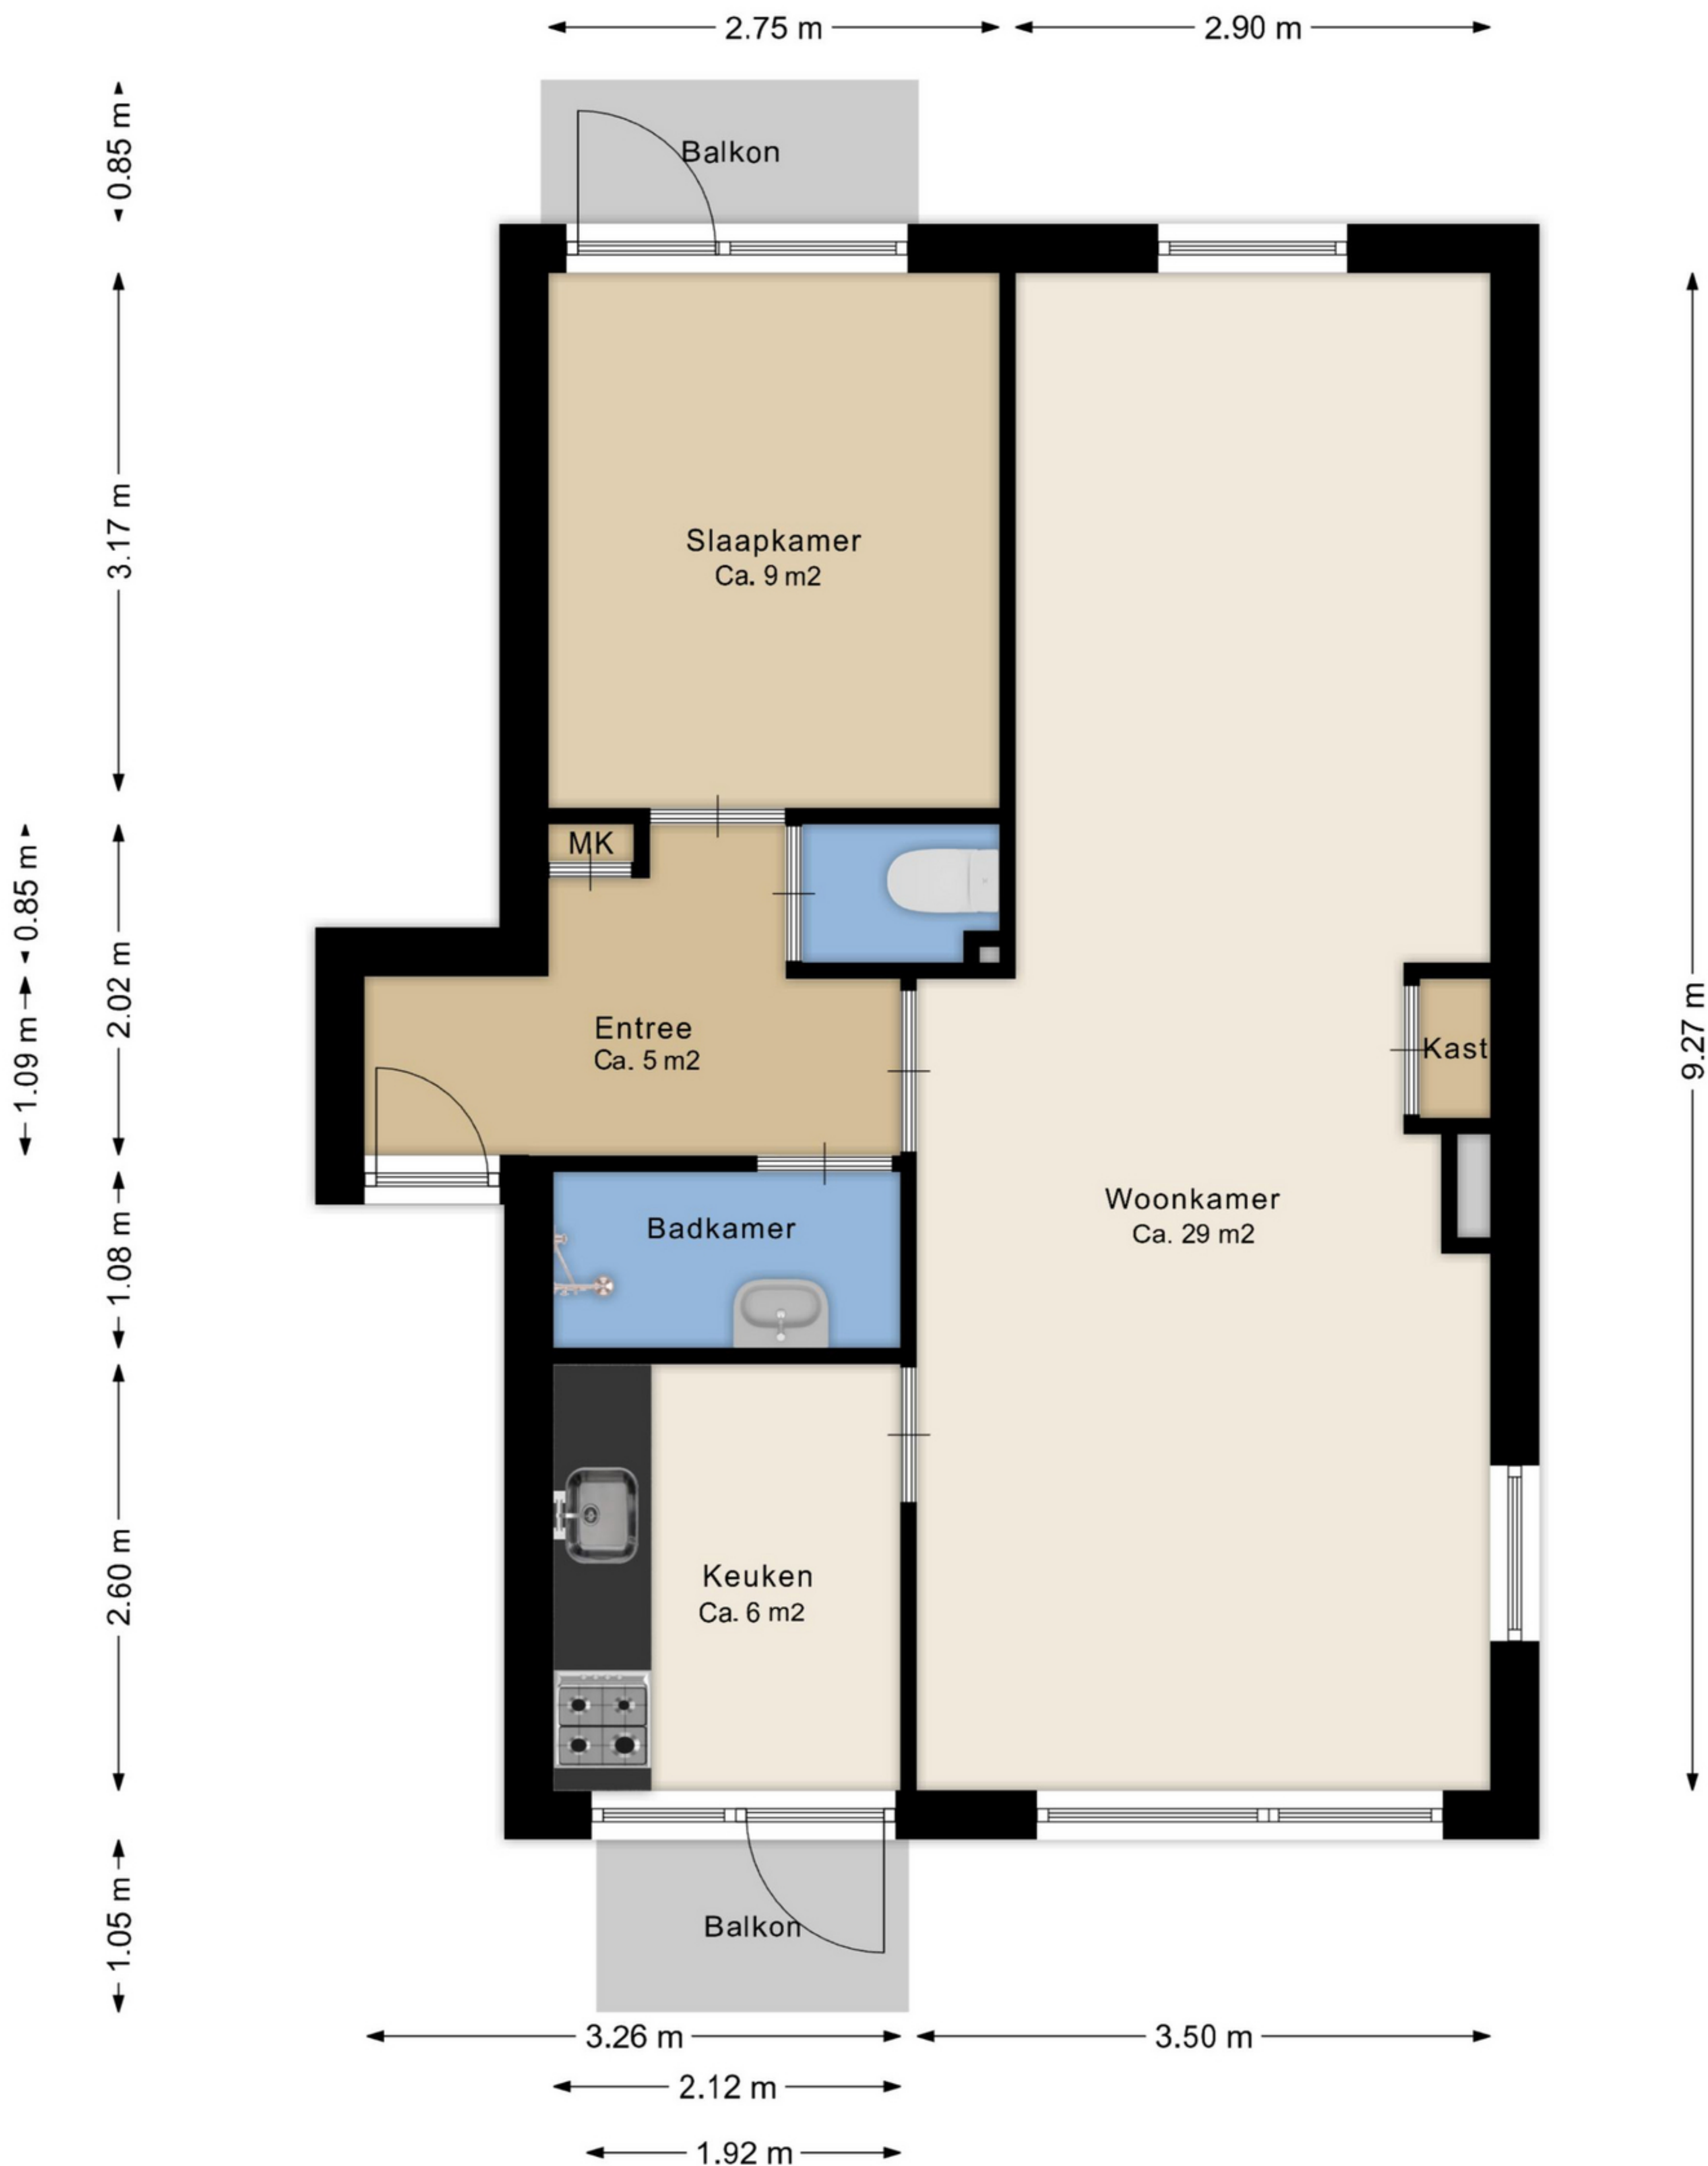 2.75 m
2.90 m
0.85 m
Balkon
3.17 m
Slaapkamer
Ca. 9 m2
MK
0.85 m
2.02 m
1.09 m
Entree
Ca. 5 m2
Kast
9.27 m
Woonkamer
Ca. 29 m2
Badkamer
1.08 m
2.60 m
Keuken
Ca. 6 m2
Balkon
1.05 m
3.26 m
3.50 m
2.12 m
1.92 m